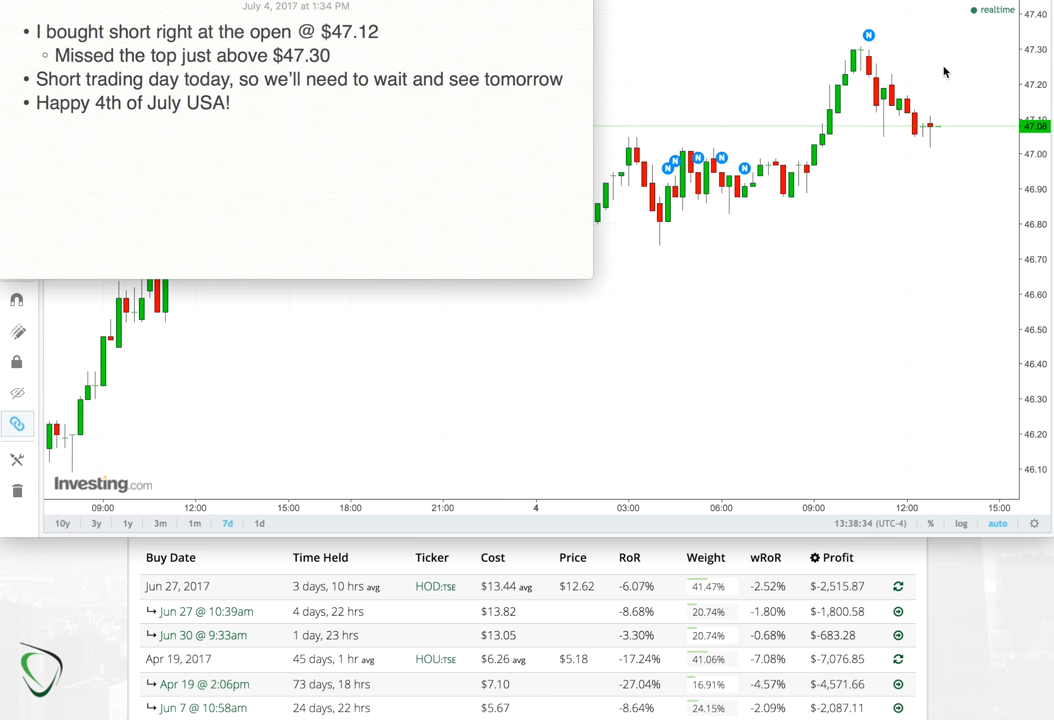 July 4, 2017 at 1:34 PM
• I bought short right at the open @ $47.12
◦ Missed the top just above $47.30
• Short trading day today, so we'll need to wait and see tomorrow
• Happy 4th of July USA!
realtime
47.40
47.30
47.20
47.10
47.08
47.00
46.90
46.80
46.70
46.60
46.50
46.40
46.30
46.20
46.10
N
N N N N N
Investing.com
09:00 12:00 15:00 18:00 21:00 4 03:00 06:00 09:00 12:00 15:00
10y 3y 1y 3m 1m 7d 1d 13:38:34 (UTC-4) % log auto
Buy Date Time Held Ticker Cost Price RoR Weight wRoR Profit
Jun 27, 2017 3 days, 10 hrs avg HOD:TSE $13.44 avg $12.62 -6.07% 41.47% -2.52% $-2,515.87
Jun 27 @ 10:39am 4 days, 22 hrs $13.82 -8.68% 20.74% -1.80% $-1,800.58
Jun 30 @ 9:33am 1 day, 23 hrs $13.05 -3.30% 20.74% -0.68% $-683.28
Apr 19, 2017 45 days, 1 hr avg HOU:TSE $6.26 avg $5.18 -17.24% 41.06% -7.08% $-7,076.85
Apr 19 @ 2:06pm 73 days, 18 hrs $7.10 -27.04% 16.91% -4.57% $-4,571.66
Jun 7 @ 10:58am 24 days, 22 hrs $5.67 -8.64% 24.15% -2.09% $-2,087.11